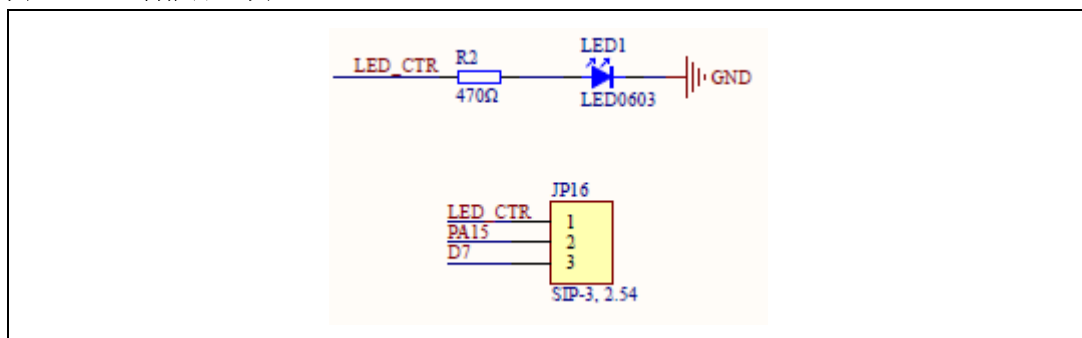 LED_CTR
R2
470Ω
LED1
LED0603
GND
JP16
LED_CTR 1
PA15 2
D7 3
SIP-3, 2.54